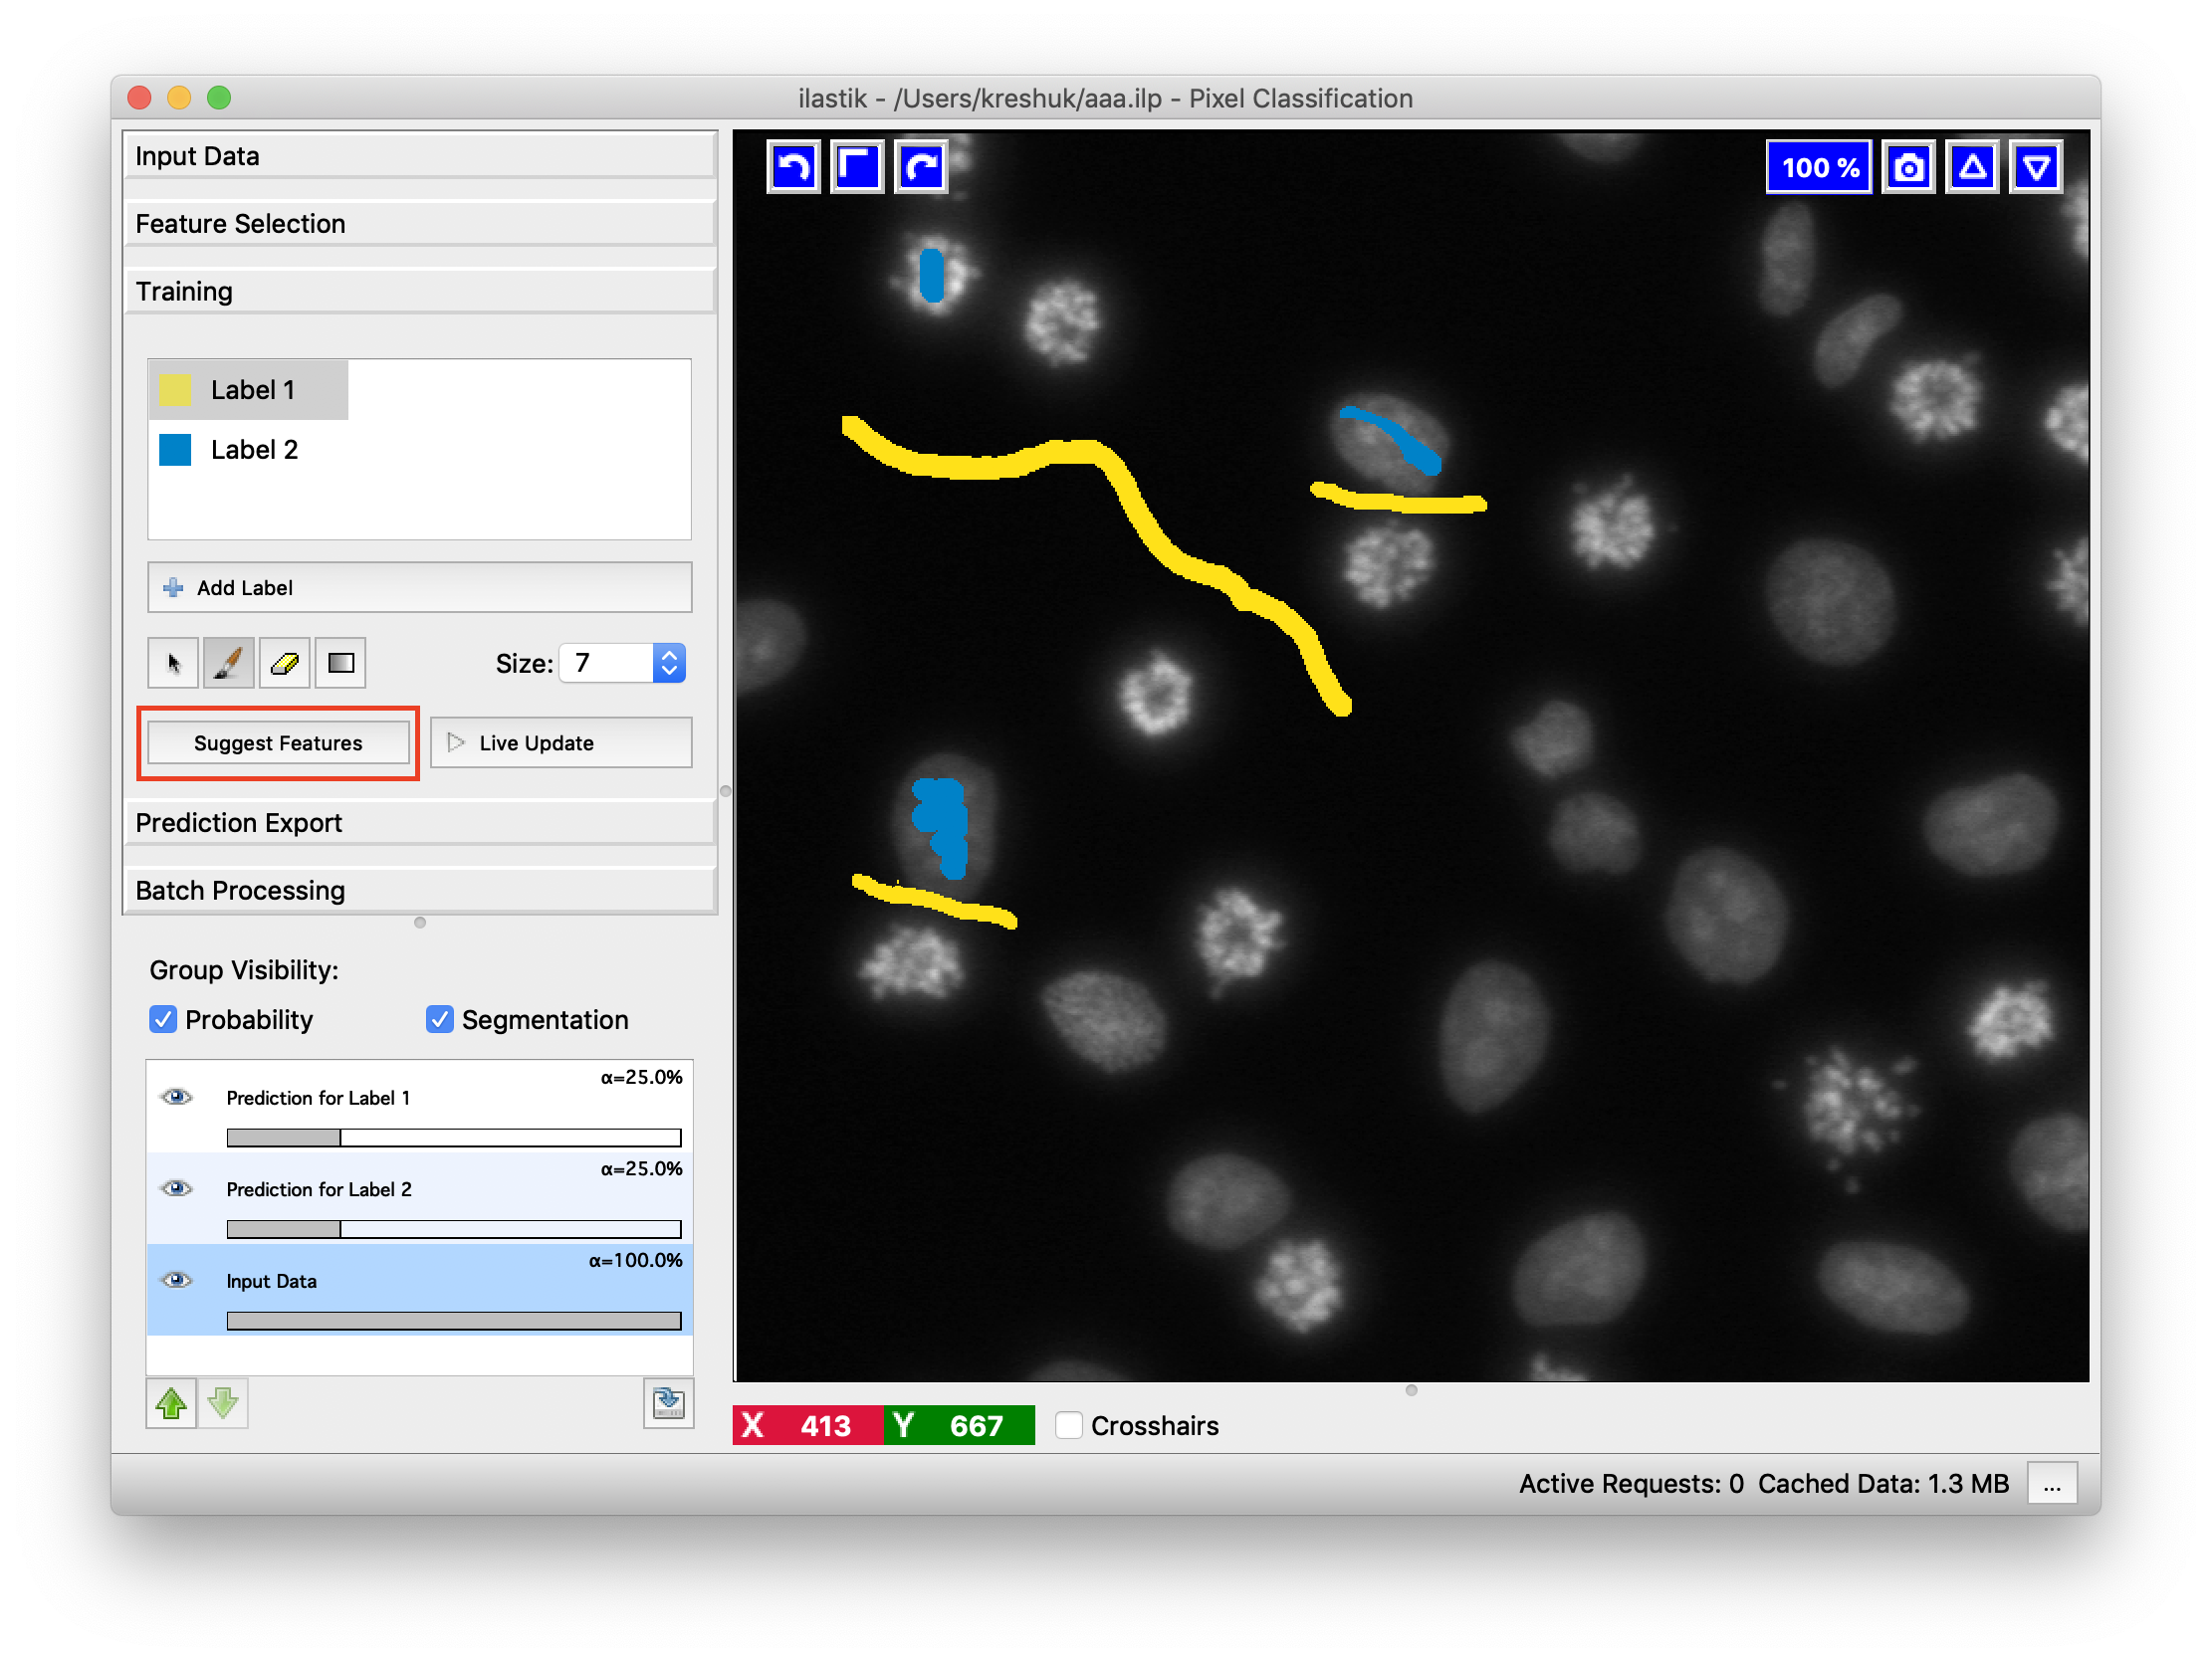 ilastik - /Users/kreshuk/aaa.ilp - Pixel Classification
Input Data
Feature Selection
Training
Label 1
Label 2
Add Label
Size: 7
Suggest Features
Live Update
Prediction Export
Batch Processing
Group Visibility:
Probability
Segmentation
α=25.0%
Prediction for Label 1
α=25.0%
Prediction for Label 2
α=100.0%
Input Data
100 %
X 413 Y 667
Crosshairs
Active Requests: 0 Cached Data: 1.3 MB ...